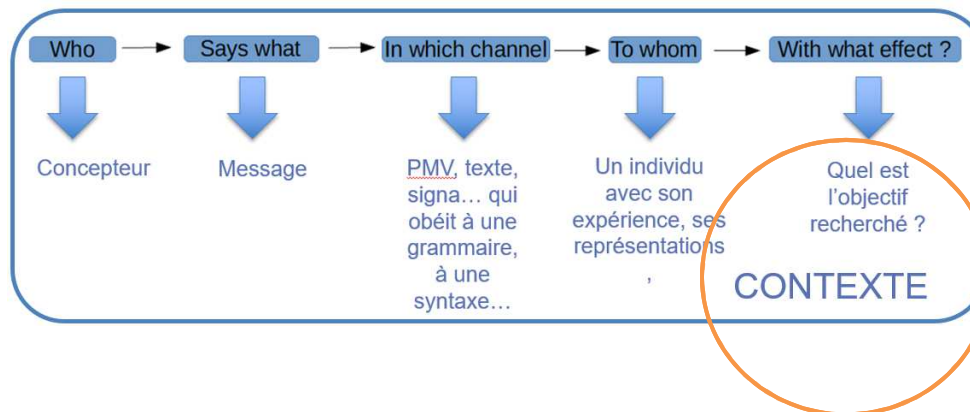 Who
Says what
In which channel
To whom
With what effect ?
Concepteur
Message
PMV, texte,
signa… qui
obéit à une
grammaire,
à une
syntaxe…
Un individu
avec son
expérience, ses
représentations
,
Quel est
l’objectif
recherché ?
CONTEXTE